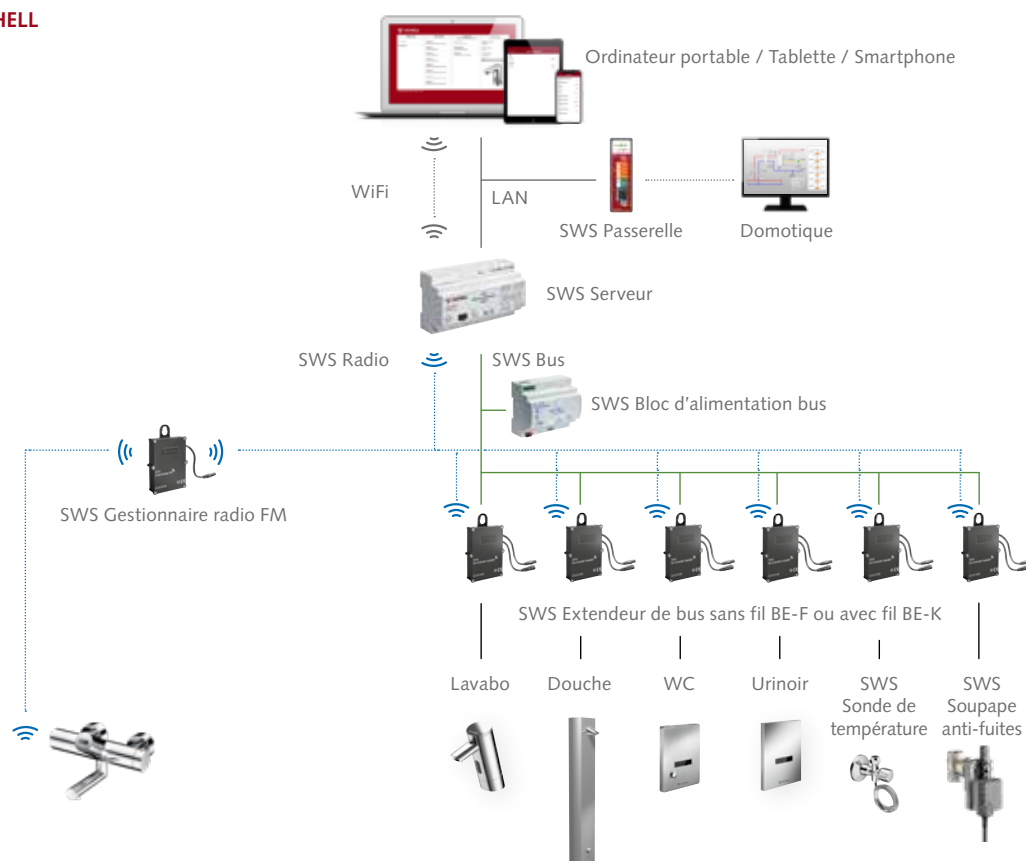 HELL
Ordinateur portable / Tablette / Smartphone
WiFi
LAN
SWS Passerelle
Domotique
SWS Serveur
SWS Radio
SWS Bus
SWS Bloc d'alimentation bus
SWS Gestionnaire radio FM
SWS Extendeur de bus sans fil BE-F ou avec fil BE-K
Lavabo
Douche
WC
Urinoir
SWS
Sonde de
température
SWS
Soupape
anti-fuites